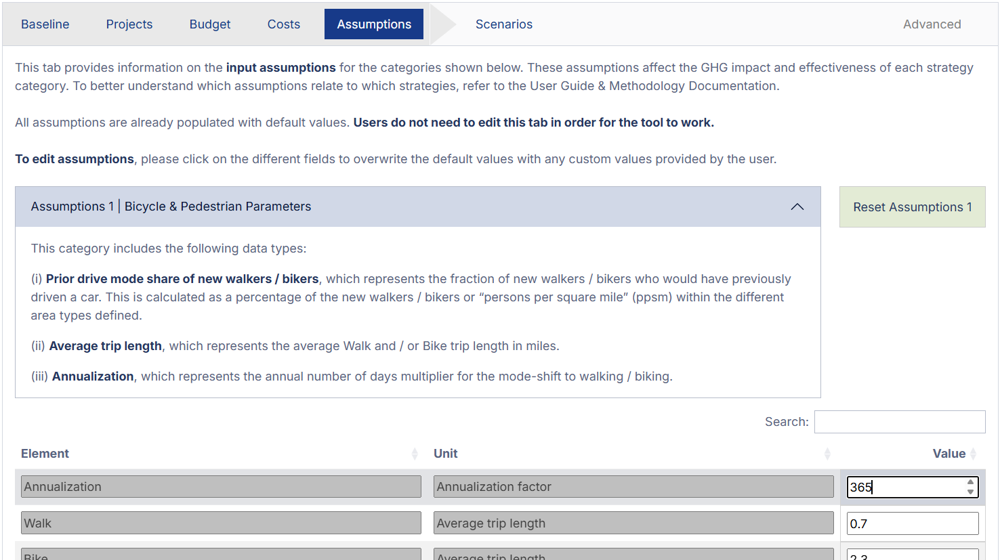 Baseline Projects Budget Costs Assumptions Scenarios Advanced
This tab provides information on the input assumptions for the categories shown below. These assumptions affect the GHG impact and effectiveness of each strategy
category. To better understand which assumptions relate to which strategies, refer to the User Guide & Methodology Documentation.
All assumptions are already populated with default values. Users do not need to edit this tab in order for the tool to work.
To edit assumptions, please click on the different fields to overwrite the default values with any custom values provided by the user.
Assumptions 1 | Bicycle & Pedestrian Parameters
Reset Assumptions 1
This category includes the following data types:
(i) Prior drive mode share of new walkers / bikers, which represents the fraction of new walkers / bikers who would have previously
driven a car. This is calculated as a percentage of the new walkers / bikers or “persons per square mile” (ppsm) within the different
area types defined.
(ii) Average trip length, which represents the average Walk and / or Bike trip length in miles.
(iii) Annualization, which represents the annual number of days multiplier for the mode-shift to walking / biking.
Search:
Element Unit Value
Annualization Annualization factor 365
Walk Average trip length 0.7
Bike Average trip length 2.3